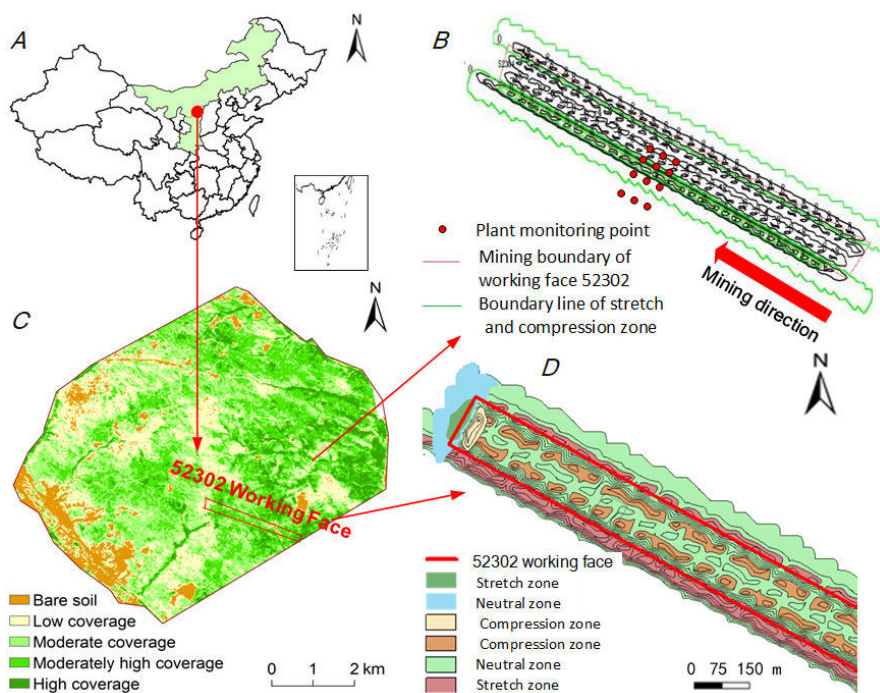 A
N
B
52304
Plant monitoring point
Mining boundary of
working face 52302
Boundary line of stretch
and compression zone
Mining direction
N
C
N
52302 Working Face
Bare soil
Low coverage
Moderate coverage
Moderately high coverage
High coverage
0 1 2 km
D
N
52302 working face
Stretch zone
Neutral zone
Compression zone
Compression zone
Neutral zone
Stretch zone
0 75 150 m